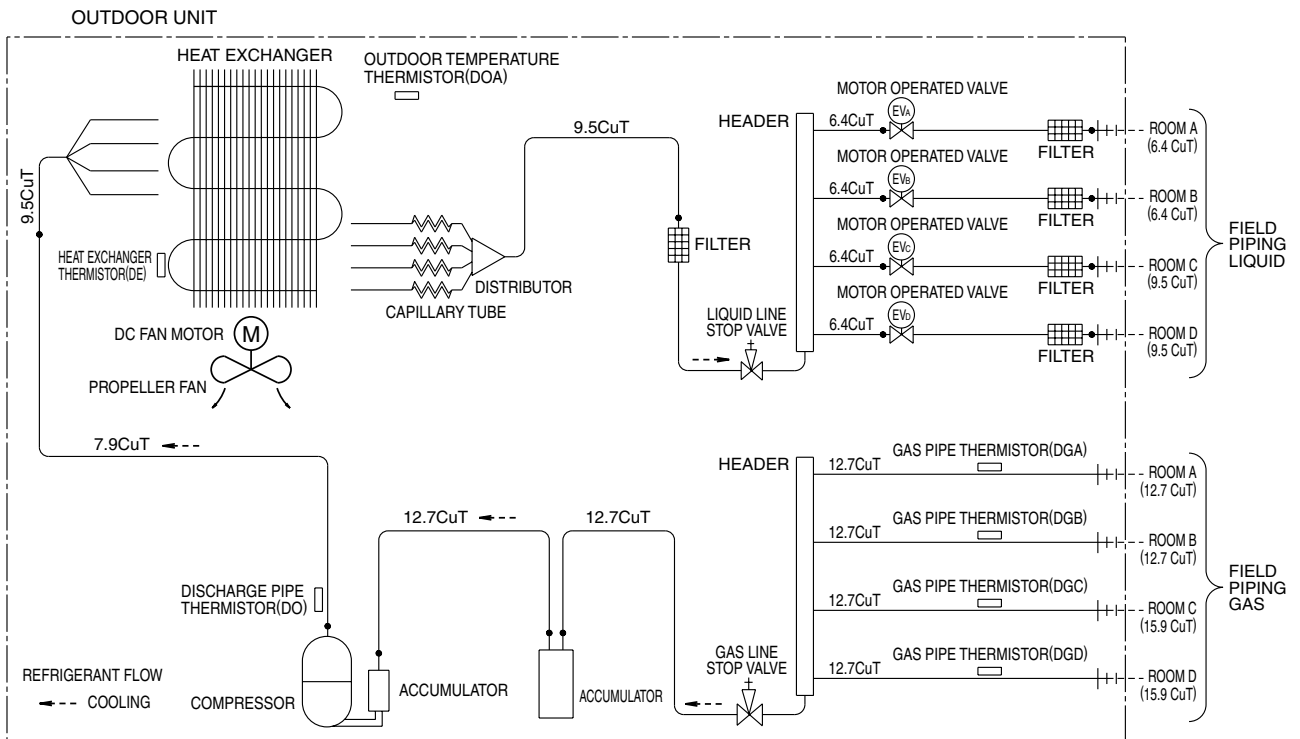 OUTDOOR UNIT
HEAT EXCHANGER
OUTDOOR TEMPERATURE
THERMISTOR(DOA)
9.5CuT
9.5CuT
HEAT EXCHANGER
THERMISTOR(DE)
CAPILLARY TUBE
DISTRIBUTOR
FILTER
LIQUID LINE
STOP VALVE
HEADER
MOTOR OPERATED VALVE
6.4CuT
EVA
FILTER
ROOM A
(6.4 CuT)
MOTOR OPERATED VALVE
6.4CuT
EVB
FILTER
ROOM B
(6.4 CuT)
MOTOR OPERATED VALVE
6.4CuT
EVC
FILTER
ROOM C
(9.5 CuT)
MOTOR OPERATED VALVE
6.4CuT
EVD
FILTER
ROOM D
(9.5 CuT)
FIELD
PIPING
LIQUID
DC FAN MOTOR
M
PROPELLER FAN
7.9CuT
DISCHARGE PIPE
THERMISTOR(DO)
COMPRESSOR
12.7CuT
ACCUMULATOR
12.7CuT
ACCUMULATOR
GAS LINE
STOP VALVE
HEADER
12.7CuT
GAS PIPE THERMISTOR(DGA)
ROOM A
(12.7 CuT)
12.7CuT
GAS PIPE THERMISTOR(DGB)
ROOM B
(12.7 CuT)
12.7CuT
GAS PIPE THERMISTOR(DGC)
ROOM C
(15.9 CuT)
12.7CuT
GAS PIPE THERMISTOR(DGD)
ROOM D
(15.9 CuT)
FIELD
PIPING
GAS
REFRIGERANT FLOW
COOLING